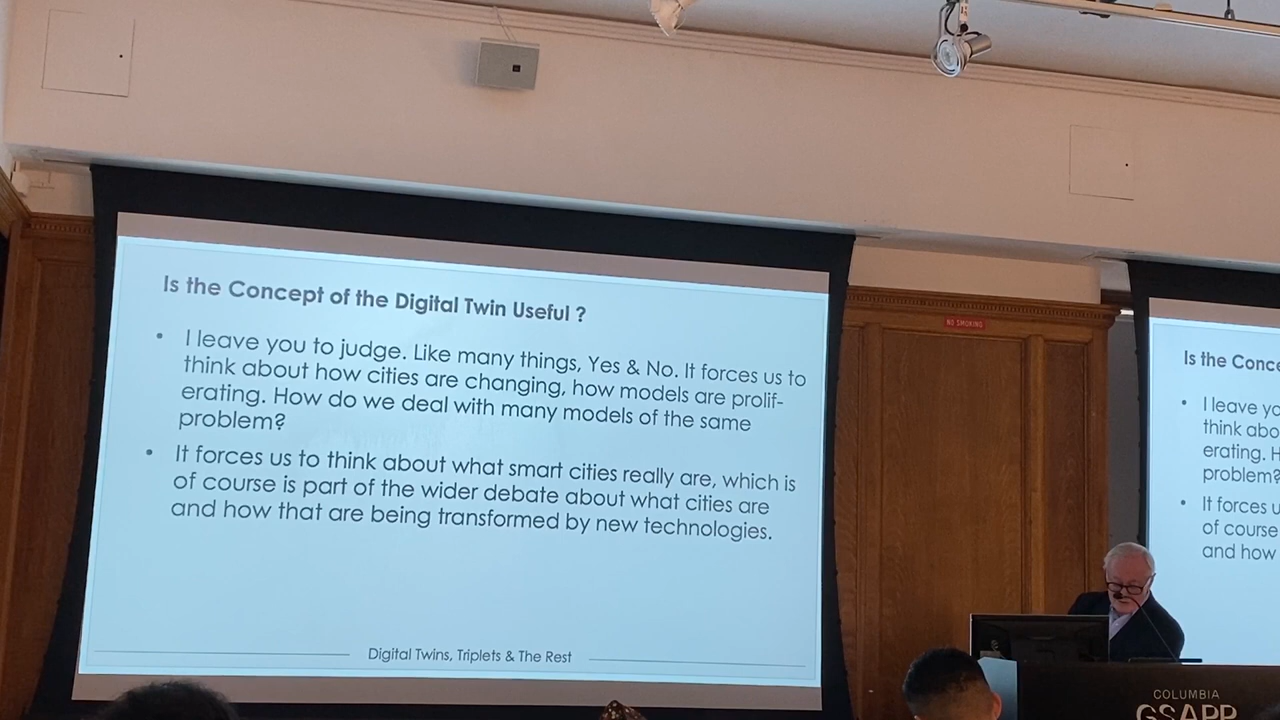 Is the Concept of the Digital Twin Useful ?
• I leave you to judge. Like many things, Yes & No. It forces us to
think about how cities are changing, how models are prolif-
erating. How do we deal with many models of the same
problem?
• It forces us to think about what smart cities really are, which is
of course is part of the wider debate about what cities are
and how that are being transformed by new technologies.
Digital Twins, Triplets & The Rest
NO SMOKING
Is the Conce
• I leave yo
think abo
erating. H
problem?
• It forces u
of course
and how
COLUMBIA
GSAPP